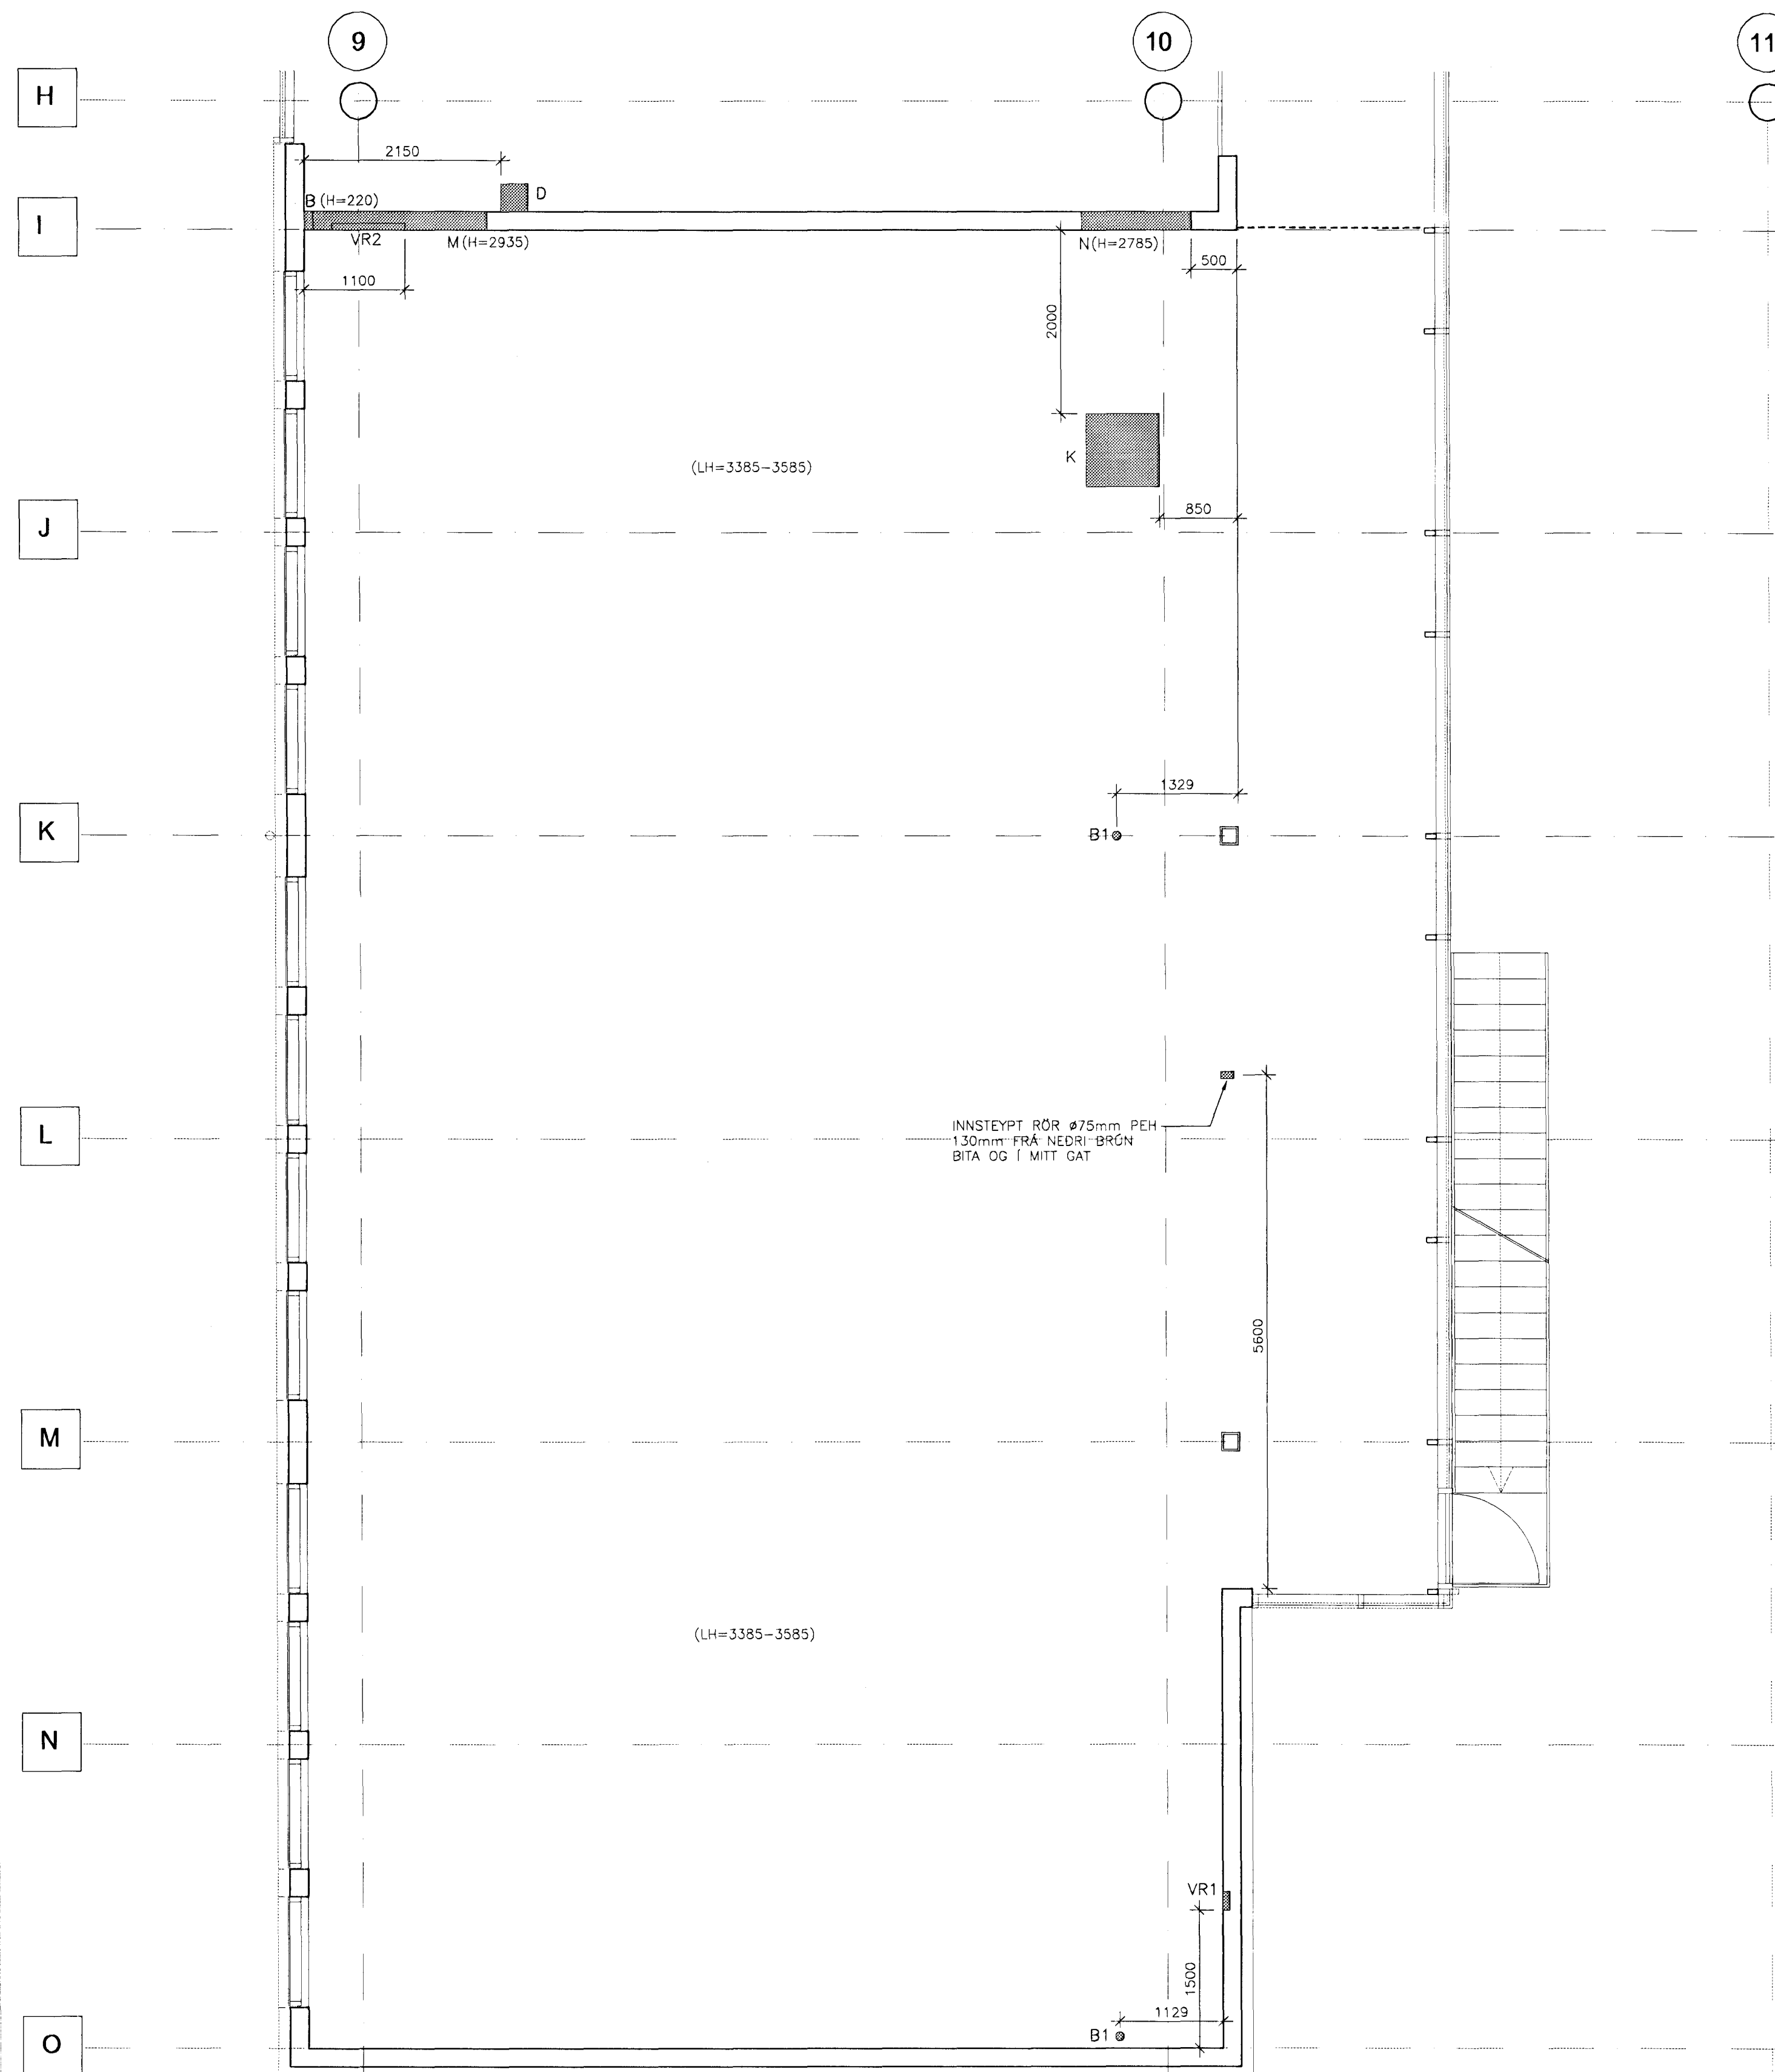 9
10
11
H
2150
D
B (H=220)
I
VR2
M (H=2935)
N (H=2785)
500
1100
2000
K
(LH=3385-3585)
850
J
1329
K
B1
INNSTEYPT RÖR ø75mm PEH
130mm FRÁ NEÐRI BRÚN
BITA OG Í MITT GAT
L
5600
M
(LH=3385-3585)
N
VR1
1500
1129
B1
O